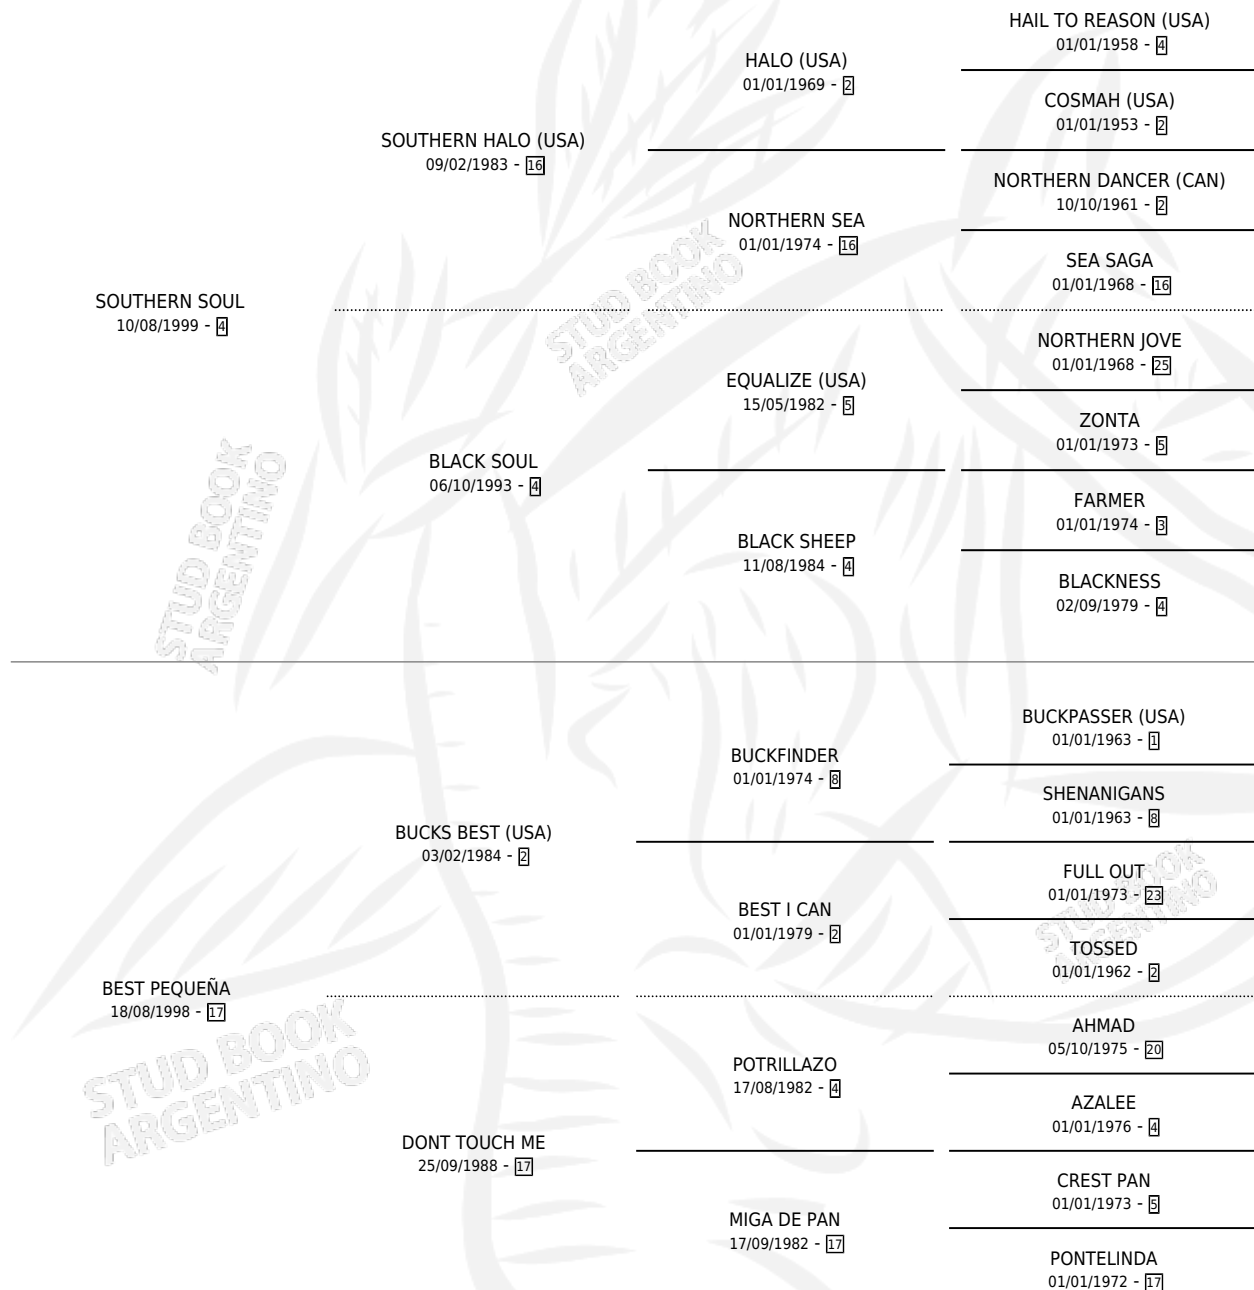 HAIL TO REASON (USA)
01/01/1958 - 4
HALO (USA)
01/01/1969 - 2
COSMAH (USA)
01/01/1953 - 2
SOUTHERN HALO (USA)
09/02/1983 - 16
NORTHERN DANCER (CAN)
10/10/1961 - 2
NORTHERN SEA
01/01/1974 - 16
SEA SAGA
01/01/1968 - 16
SOUTHERN SOUL
10/08/1999 - 4
STUD BOOK
ARGENTINO
NORTHERN JOVE
01/01/1968 - 25
EQUALIZE (USA)
15/05/1982 - 5
ZONTA
01/01/1973 - 5
BLACK SOUL
06/10/1993 - 4
FARMER
01/01/1974 - 3
BLACK SHEEP
11/08/1984 - 4
BLACKNESS
02/09/1979 - 4
STUD BOOK
ARGENTINO
BUCKPASSER (USA)
01/01/1963 - 1
BUCKFINDER
01/01/1974 - 8
SHENANIGANS
01/01/1963 - 8
BUCKS BEST (USA)
03/02/1984 - 2
FULL OUT
01/01/1973 - 23
BEST I CAN
01/01/1979 - 2
STUD BOOK
ARGENTINO
TOSSED
01/01/1962 - 2
BEST PEQUEÑA
18/08/1998 - 17
STUD BOOK
ARGENTINO
AHMAD
05/10/1975 - 20
POTRILLAZO
17/08/1982 - 4
AZALEE
01/01/1976 - 4
DONT TOUCH ME
25/09/1988 - 17
CREST PAN
01/01/1973 - 5
MIGA DE PAN
17/09/1982 - 17
PONTELINDA
01/01/1972 - 17